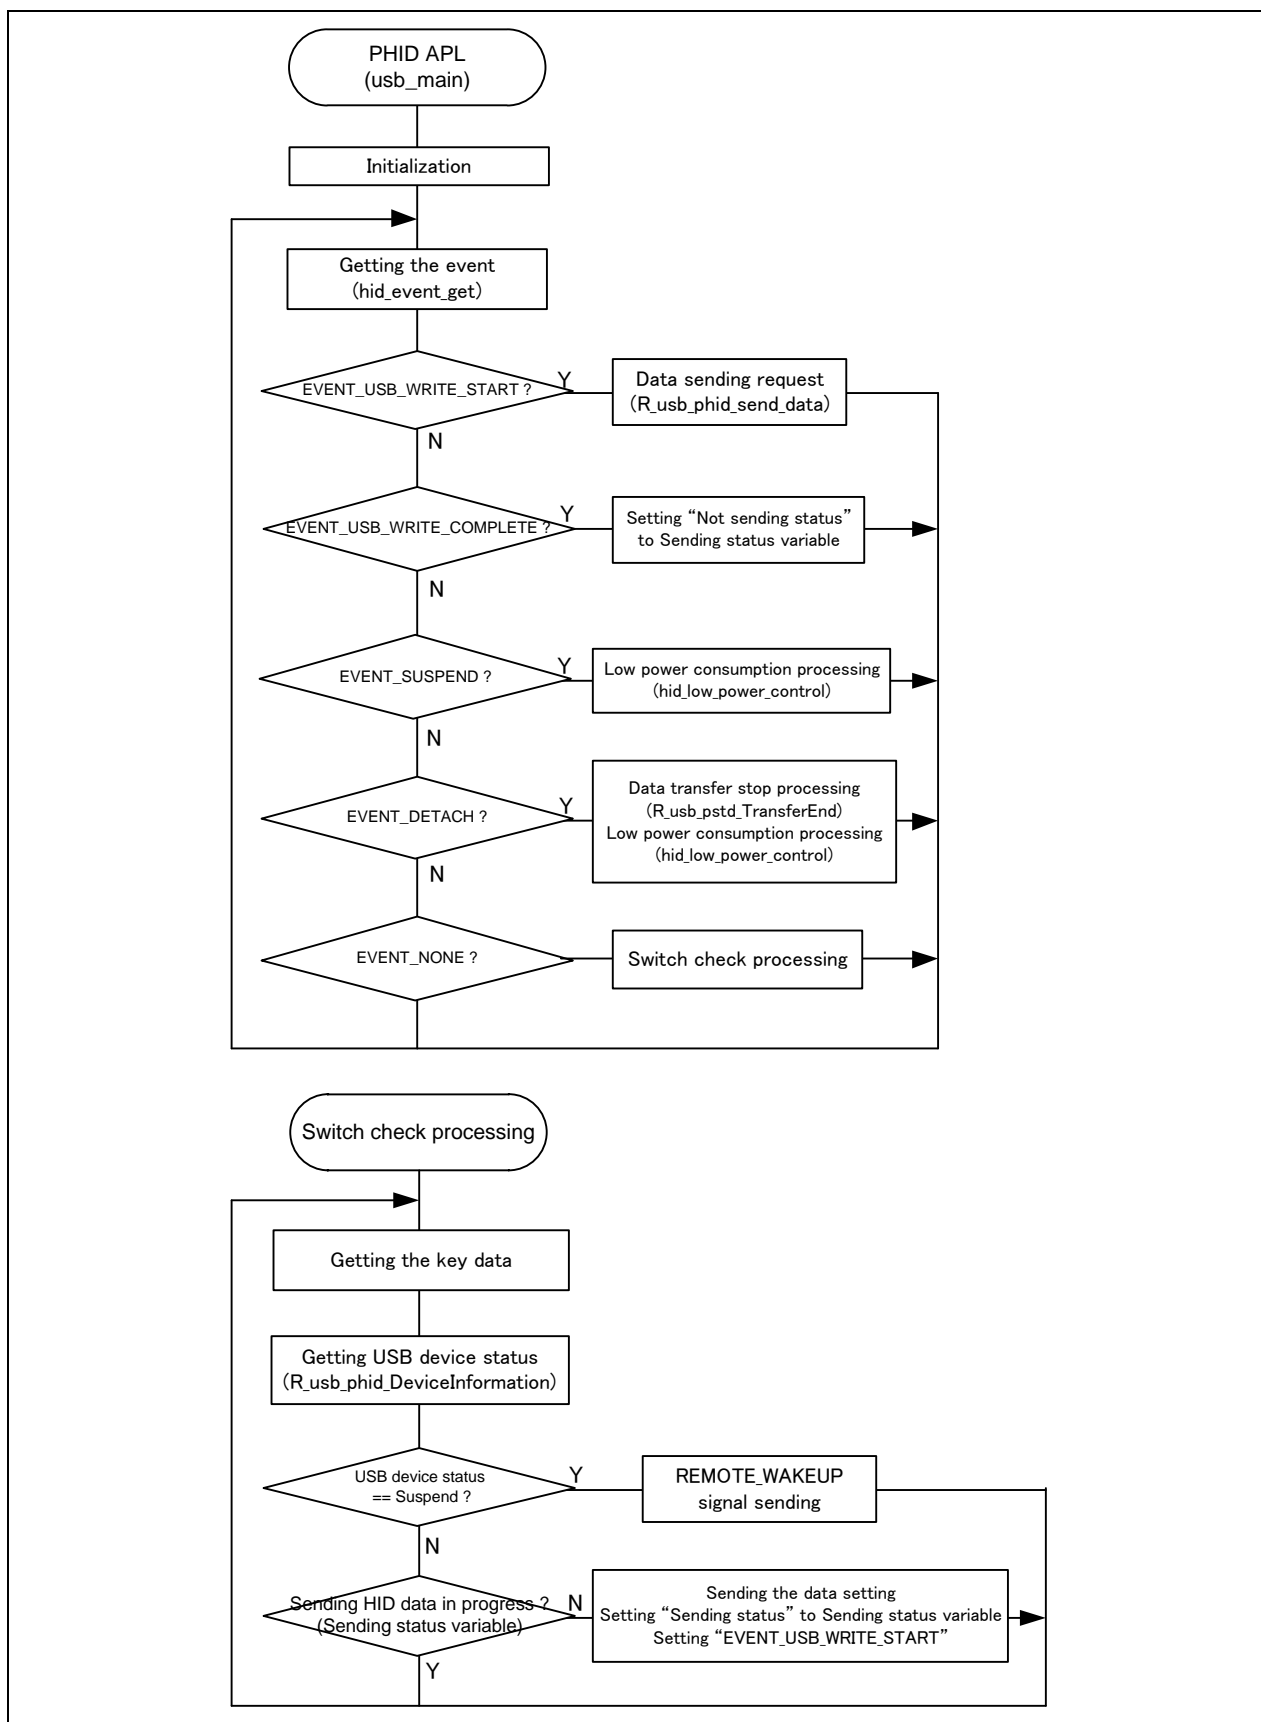 PHID APL
(usb_main)
Initialization
Getting the event
(hid_event_get)
EVENT_USB_WRITE_START ?
Y
Data sending request
(R_usb_phid_send_data)
N
EVENT_USB_WRITE_COMPLETE ?
Y
Setting “Not sending status”
to Sending status variable
N
EVENT_SUSPEND ?
Y
Low power consumption processing
(hid_low_power_control)
N
EVENT_DETACH ?
Y
Data transfer stop processing
(R_usb_pstd_TransferEnd)
Low power consumption processing
(hid_low_power_control)
N
EVENT_NONE ?
Switch check processing
Switch check processing
Getting the key data
Getting USB device status
(R_usb_phid_DeviceInformation)
USB device status
== Suspend ?
Y
REMOTE_WAKEUP
signal sending
N
Sending HID data in progress ?
(Sending status variable)
N
Sending the data setting
Setting “Sending status” to Sending status variable
Setting “EVENT_USB_WRITE_START”
Y